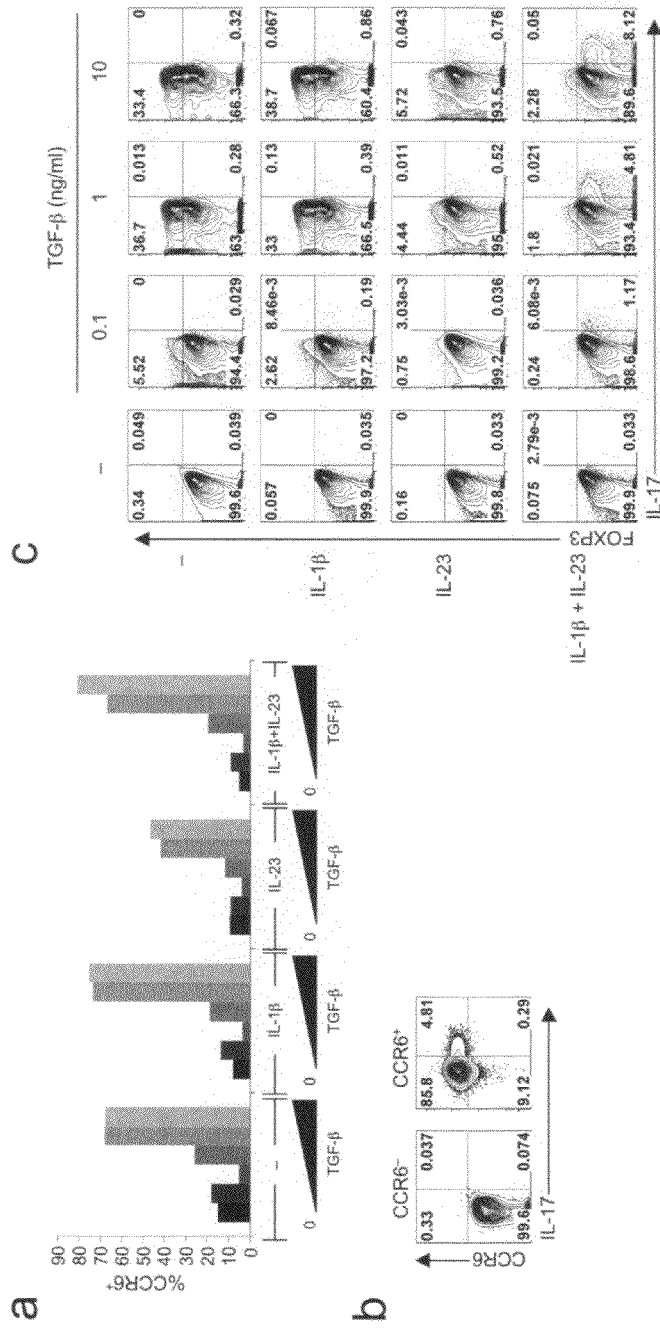 a
%CCR6⁺
90
80
70
60
50
40
30
20
10
0
– IL-1β IL-23 IL-1β+IL-23
0 0 0 0
TGF-β TGF-β TGF-β TGF-β
b
CCR6⁻ CCR6⁺
0.33 0.037 85.8 4.81
99.6 0.074 9.12 0.29
CCR6
IL-17
c
TGF-β (ng/ml)
– 0.1 1 10
–
0.34 0.049 5.52 0 36.7 0.013 33.4 0
99.6 0.039 94.4 0.029 63 0.28 66.3 0.32
IL-1β
0.057 0 2.62 8.46e-3 33 0.13 38.7 0.067
99.9 0.035 97.2 0.19 66.5 0.39 60.4 0.86
IL-23
0.16 0 0.75 3.03e-3 4.44 0.011 5.72 0.043
99.8 0.033 99.2 0.036 95 0.52 93.5 0.76
IL-1β + IL-23
0.075 2.79e-3 0.24 6.08e-3 1.8 0.021 2.28 0.05
99.9 0.033 98.6 1.17 93.4 4.81 89.6 8.12
FOXP3
IL-17